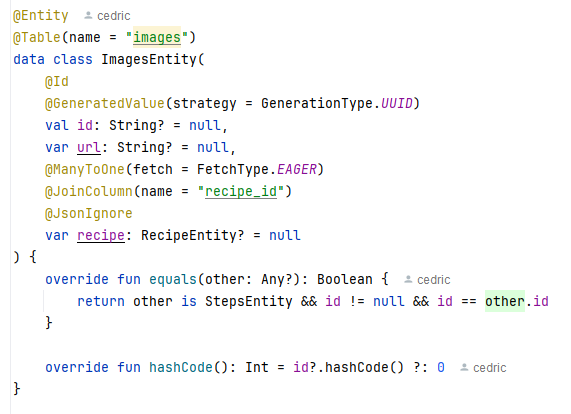 @Entity cedric
@Table(name = "images")
data class ImagesEntity(
    @Id
    @GeneratedValue(strategy = GenerationType.UUID)
    val id: String? = null,
    var url: String? = null,
    @ManyToOne(fetch = FetchType.EAGER)
    @JoinColumn(name = "recipe_id")
    @JsonIgnore
    var recipe: RecipeEntity? = null
) {
    override fun equals(other: Any?): Boolean { cedric
        return other is StepsEntity && id != null && id == other.id
    }

    override fun hashCode(): Int = id?.hashCode() ?: 0 cedric
}